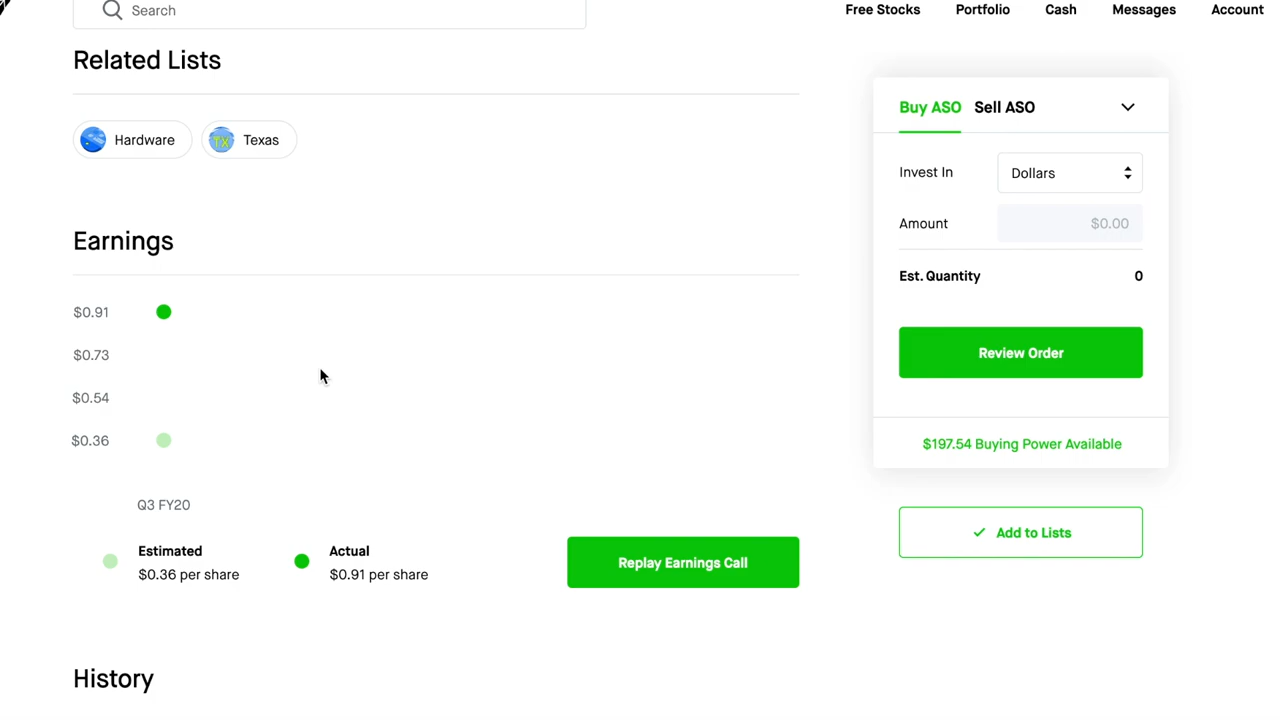 Search
Free Stocks Portfolio Cash Messages Account
Related Lists
Hardware TX Texas
Earnings
$0.91
$0.73
$0.54
$0.36
Q3 FY20
Estimated
$0.36 per share
Actual
$0.91 per share
Replay Earnings Call
History
Buy ASO Sell ASO
Invest In Dollars
Amount $0.00
Est. Quantity 0
Review Order
$197.54 Buying Power Available
Add to Lists